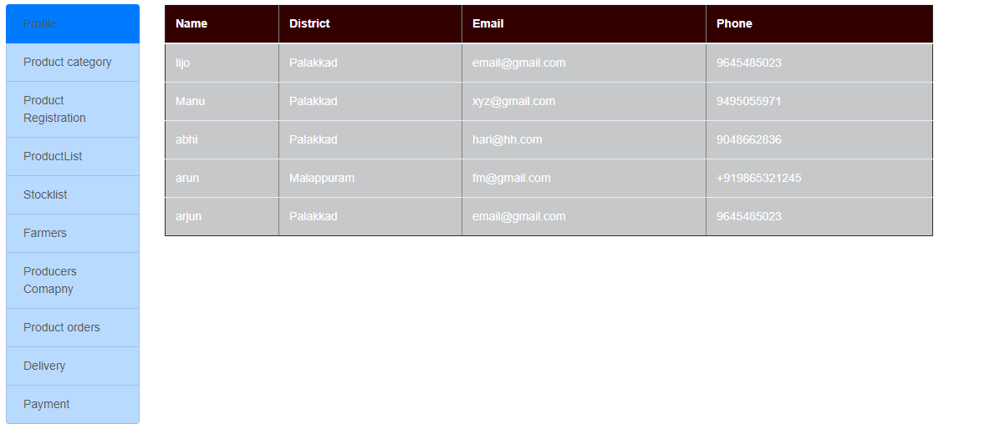 Profile
Product category
Product
Registration
ProductList
Stocklist
Farmers
Producers
Comapny
Product orders
Delivery
Payment
Name District Email Phone
lijo Palakkad email@gmail.com 9645485023
Manu Palakkad xyz@gmail.com 9495055971
abhi Palakkad hari@hh.com 9048662836
arun Malappuram fm@gmail.com +919865321245
arjun Palakkad email@gmail.com 9645485023